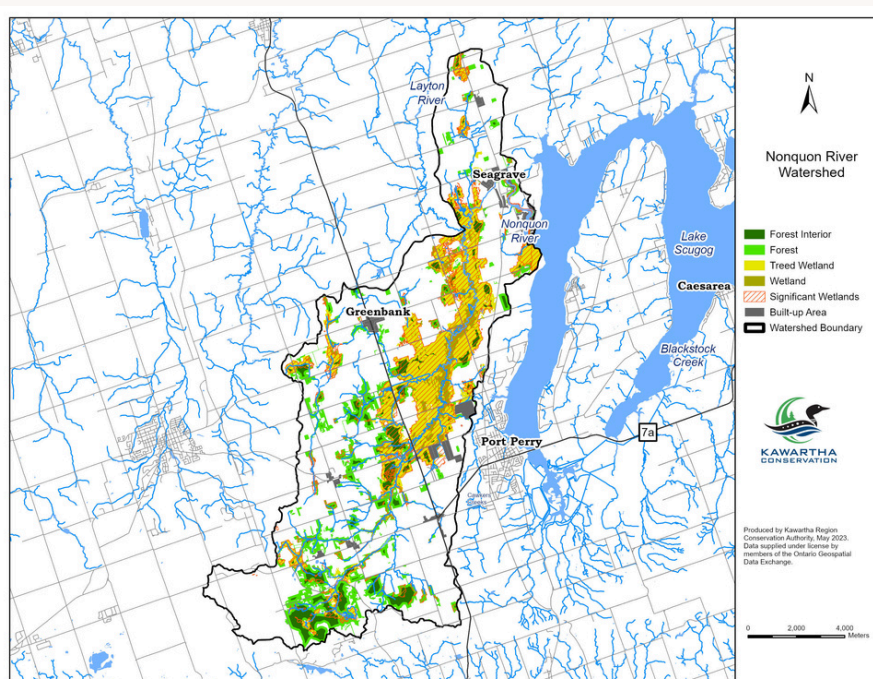 Layton
River
Seagrave
Nonquon
River
Lake
Scugog
Caesarea
Greenbank
Blackstock
Creek
Port Perry
7a
N
Nonquon River
Watershed
Forest Interior
Forest
Treed Wetland
Wetland
Significant Wetlands
Built-up Area
Watershed Boundary
KAWARTHA
CONSERVATION
Produced by Kawartha Region
Conservation Authority, May 2023.
Data supplied under license by
members of the Ontario Geospatial
Data Exchange.
0 2,000 4,000
Meters